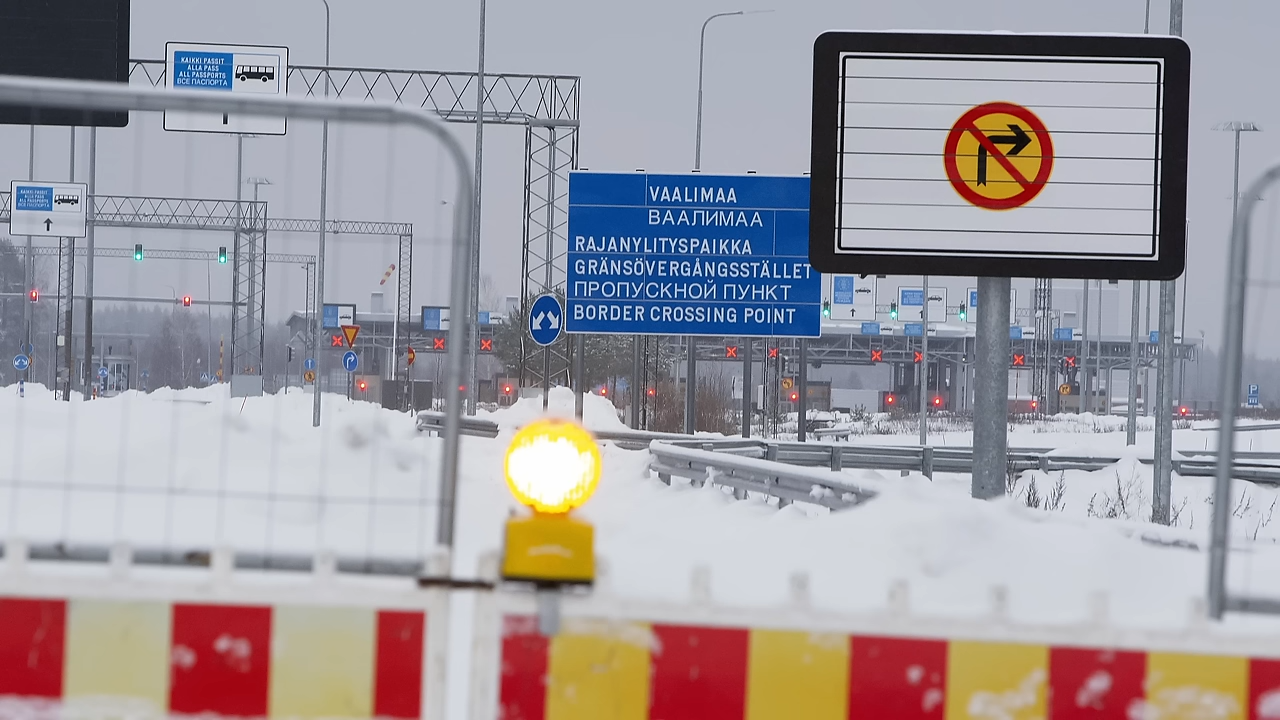 KAIKKI PASSIT
ALLA PASS
ALL PASSPORTS
ВСЕ ПАСПОРТА
VAALIMAA
ВААЛИМАА
RAJANYLITYSPAIKKA
GRÄNSÖVERGÅNGSSTÄLLET
ПРОПУСКНОЙ ПУНКТ
BORDER CROSSING POINT